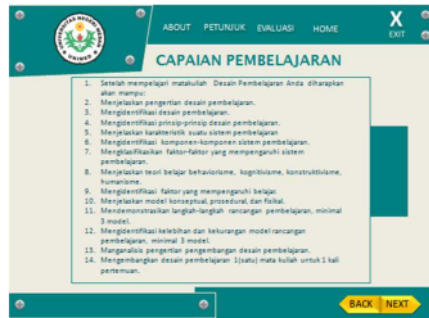 UNIVERSITAS NEGERI MEDAN
UNIMED
ABOUT PETUNJUK EVALUASI HOME
X
EXIT
CAPAIAN PEMBELAJARAN
1. Setelah mempelajari matakuliah Desain Pembelajaran Anda diharapkan
akan mampu:
2. Menjelaskan pengertian desain pembelajaran.
3. Mengidentifikasi desain pembelajaran.
4. Mengidentifikasi prinsip-prinsip desain pembelajaran.
5. Menjelaskan karakteristik suatu sistem pembelajaran
6. Mengidentifikasi komponen-komponen sistem pembelajaran.
7. Mengklasifikasikan faktor-faktor yang mempengaruhi sistem
pembelajaran.
8. Menjelaskan teori belajar behaviorisme, kognitivisme, konstruktivisme,
humanisme.
9. Mengidentifikasi faktor yang mempengaruhi belajar.
10. Menjelaskan model konseptual, prosedural, dan fisikal.
11. Mendemonstrasikan langkah-langkah rancangan pembelajaran, minimal
3 model.
12. Mengidentifikasi kelebihan dan kekurangan model rancangan
pembelajaran, minimal 3 model.
13. Manganalisis pengertian pengembangan desain pembelajaran.
14. Mengembangkan desain pembelajaran 1(satu) mata kuliah untuk 1 kali
pertemuan.
BACK NEXT